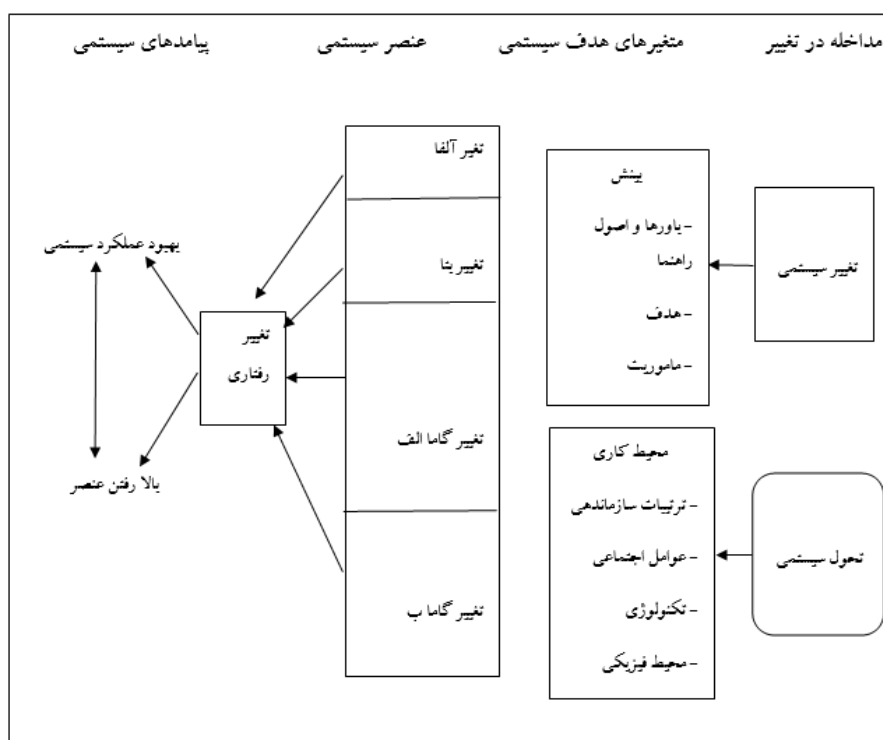 مداخله در تغییر
متغیرهای هدف سیستمی
عنصر سیستمی
پیامدهای سیستمی
تغییر سیستمی
بینش
- باورها و اصول
راهنما
- هدف
- ماموریت
تغیر آلفا
تغییر بتا
تغییر گاما الف
تغییر گاما ب
تغییر
رفتاری
بهبود عملکرد سیستمی
بالا رفتن عنصر
تحول سیستمی
محیط کاری
- ترتیبات سازماندهی
- عوامل اجتماعی
- تکنولوژی
- محیط فیزیکی